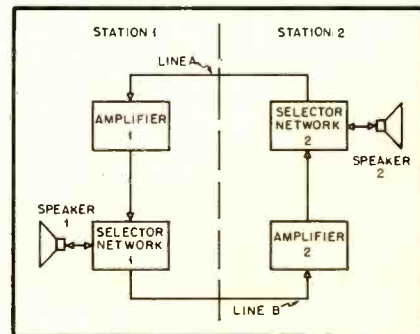 STATION 1
STATION 2
LINE A
AMPLIFIER
1
SELECTOR
NETWORK
2
SPEAKER
2
SPEAKER
1
SELECTOR
NETWORK
1
AMPLIFIER
2
LINE B